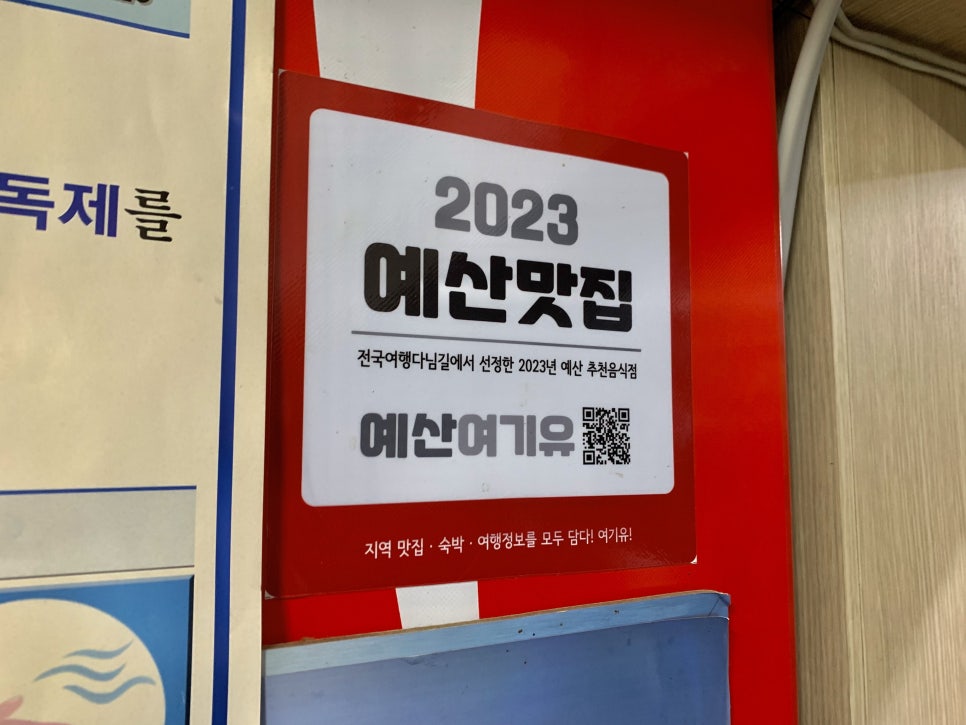 독제를
2023
예산맛집
전국여행다님길에서 선정한 2023년 예산 추천음식점
예산여기유
지역 맛집 · 숙박 · 여행정보를 모두 담다! 여기유!